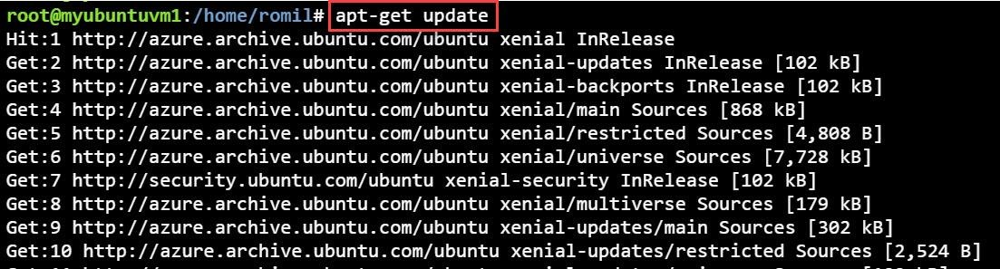 root@myubuntuvm1:/home/romil# apt-get update
Hit:1 http://azure.archive.ubuntu.com/ubuntu xenial InRelease
Get:2 http://azure.archive.ubuntu.com/ubuntu xenial-updates InRelease [102 kB]
Get:3 http://azure.archive.ubuntu.com/ubuntu xenial-backports InRelease [102 kB]
Get:4 http://azure.archive.ubuntu.com/ubuntu xenial/main Sources [868 kB]
Get:5 http://azure.archive.ubuntu.com/ubuntu xenial/restricted Sources [4,808 B]
Get:6 http://azure.archive.ubuntu.com/ubuntu xenial/universe Sources [7,728 kB]
Get:7 http://security.ubuntu.com/ubuntu xenial-security InRelease [102 kB]
Get:8 http://azure.archive.ubuntu.com/ubuntu xenial/multiverse Sources [179 kB]
Get:9 http://azure.archive.ubuntu.com/ubuntu xenial-updates/main Sources [302 kB]
Get:10 http://azure.archive.ubuntu.com/ubuntu xenial-updates/restricted Sources [2,524 B]